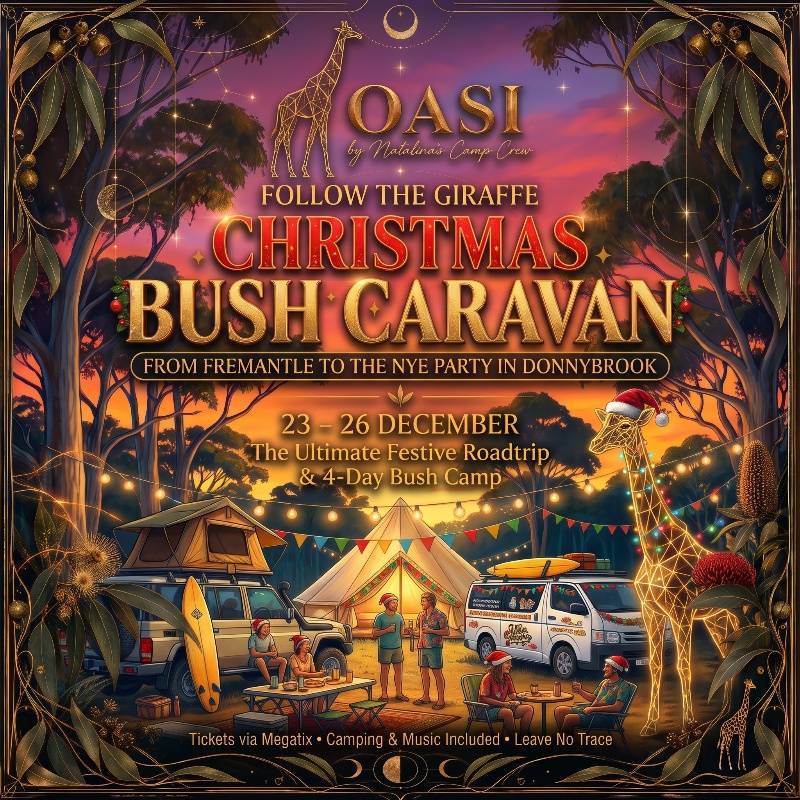 OASI
by Natalina's Camp Crew
FOLLOW THE GIRAFFE
CHRISTMAS
BUSH CARAVAN
FROM FREMANTLE TO THE NYE PARTY IN DONNYBROOK
23 – 26 DECEMBER
The Ultimate Festive Roadtrip
& 4-Day Bush Camp
Tickets via Megatix • Camping & Music Included • Leave No Trace